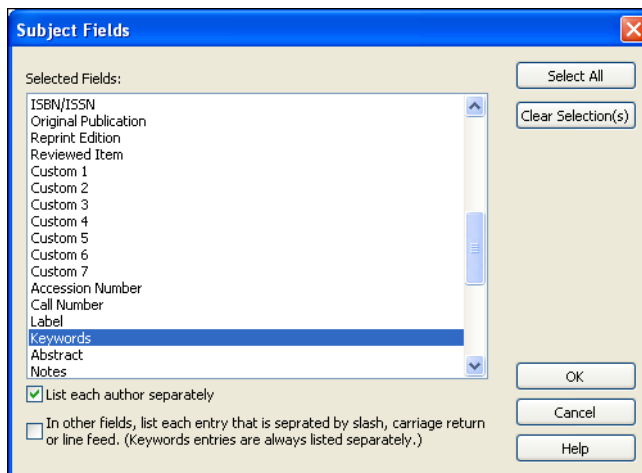 Subject Fields
Selected Fields:
ISBN/ISSN
Original Publication
Reprint Edition
Reviewed Item
Custom 1
Custom 2
Custom 3
Custom 4
Custom 5
Custom 6
Custom 7
Accession Number
Call Number
Label
Keywords
Abstract
Notes
List each author separately
In other fields, list each entry that is seprated by slash, carriage return
or line feed. (Keywords entries are always listed separately.)
Select All
Clear Selection(s)
OK
Cancel
Help